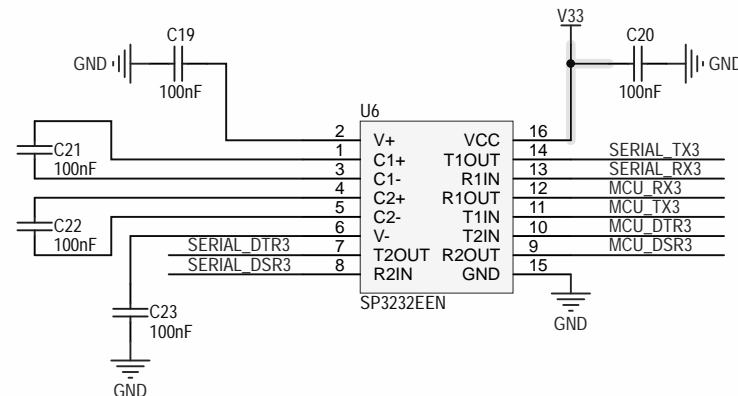 V33
C19
C20
GND
GND
100nF
100nF
U6
2 V+ VCC 16
1 C1+ T1OUT 14 SERIAL_TX3
C21
3 C1- R1IN 13 SERIAL_RX3
100nF
4 C2+ R1OUT 12 MCU_RX3
5 C2- T1IN 11 MCU_TX3
C22
6 V- T2IN 10 MCU_DTR3
100nF
SERIAL_DTR3 7 T2OUT R2OUT 9 MCU_DSR3
SERIAL_DSR3 8 R2IN GND 15
SP3232EEN
C23
100nF
GND
GND